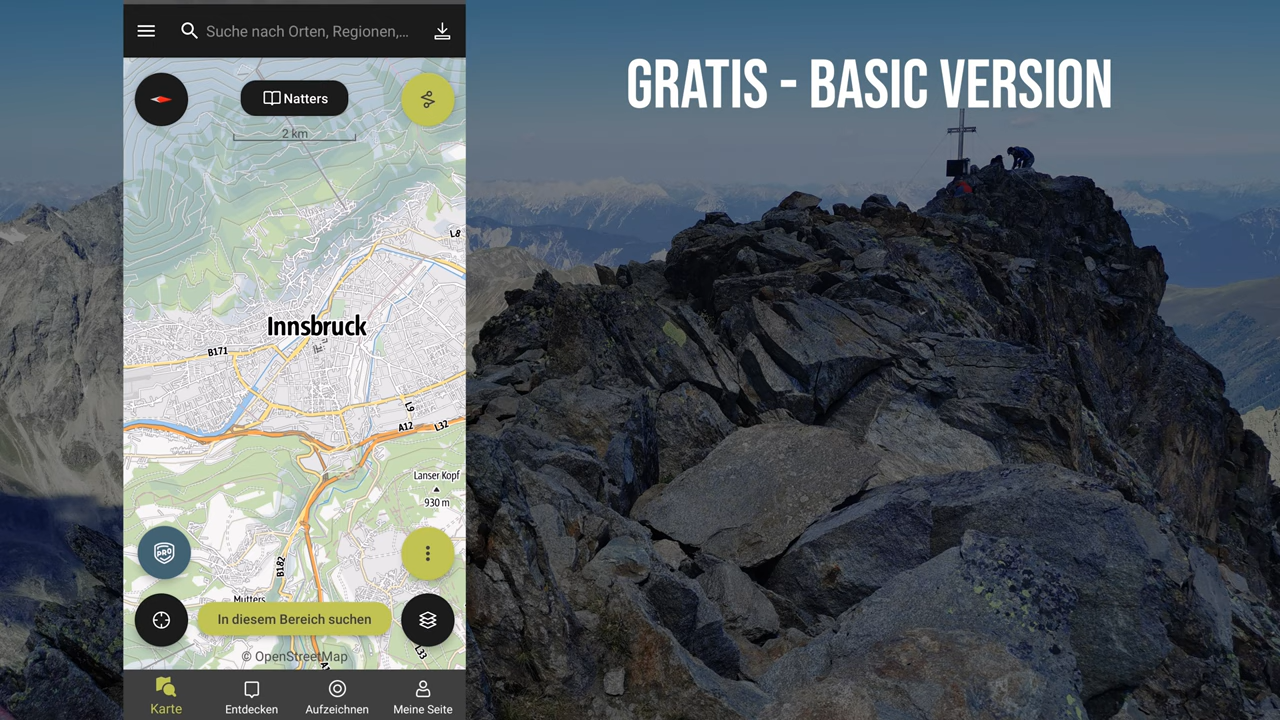 Suche nach Orten, Regionen,...
GRATIS - BASIC VERSION
Natters
2 km
L8
Innsbruck
B171
L9
A12
L32
Lanser Kopf
930 m
PRO
B182
Mutters
In diesem Bereich suchen
L33
© OpenStreetMap
Karte
Entdecken
Aufzeichnen
Meine Seite